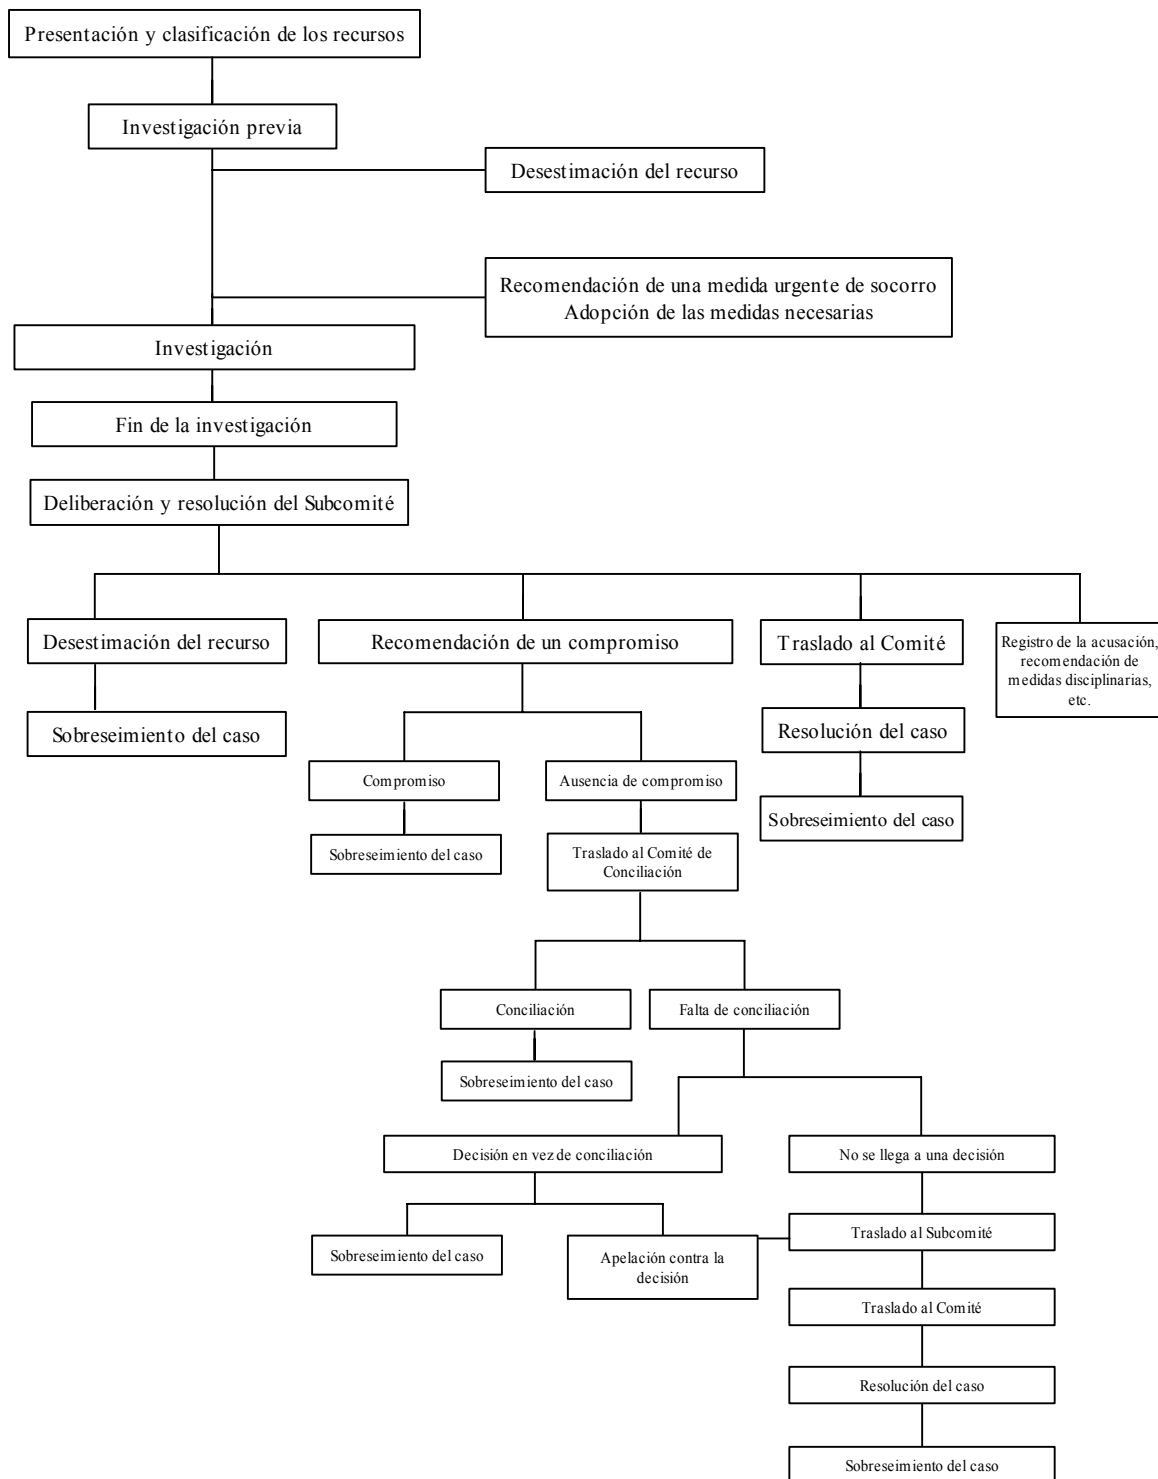 Presentación y clasificación de los recursos
Investigación previa
Desestimación del recurso
Recomendación de una medida urgente de socorro
Adopción de las medidas necesarias
Investigación
Fin de la investigación
Deliberación y resolución del Subcomité
Desestimación del recurso
Sobreseimiento del caso
Recomendación de un compromiso
Traslado al Comité
Registro de la acusación,
recomendación de
medidas disciplinarias,
etc.
Resolución del caso
Sobreseimiento del caso
Compromiso
Ausencia de compromiso
Sobreseimiento del caso
Traslado al Comité de
Conciliación
Conciliación
Falta de conciliación
Sobreseimiento del caso
Decisión en vez de conciliación
No se llega a una decisión
Sobreseimiento del caso
Apelación contra la
decisión
Traslado al Subcomité
Traslado al Comité
Resolución del caso
Sobreseimiento del caso